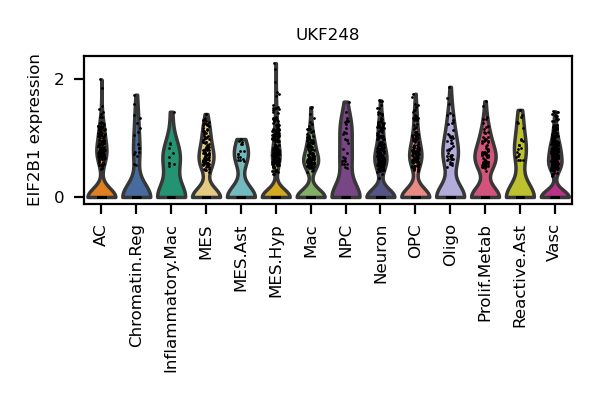 UKF248
EIF2B1 expression
2
0
AC
Chromatin.Reg
Inflammatory.Mac
MES
MES.Ast
MES.Hyp
Mac
NPC
Neuron
OPC
Oligo
Prolif.Metab
Reactive.Ast
Vasc